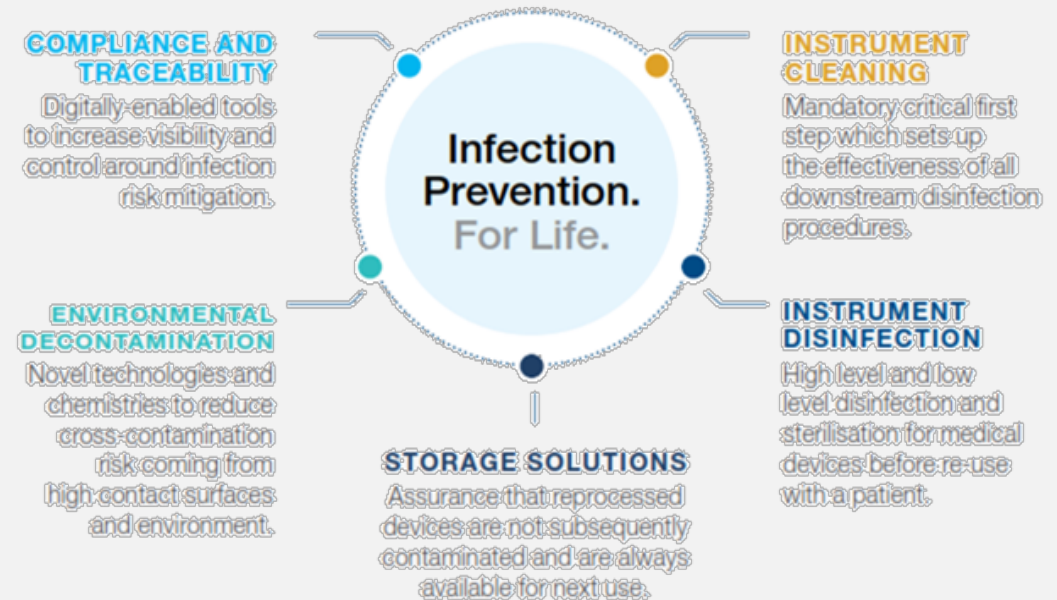 Infection
Prevention.
For Life.
COMPLIANCE AND
TRACEABILITY
Digitally-enabled tools
to increase visibility and
control around infection
risk mitigation.
INSTRUMENT
CLEANING
Mandatory critical first
step which sets up
the effectiveness of all
downstream disinfection
procedures.
ENVIRONMENTAL
DECONTAMINATION
Novel technologies and
chemistries to reduce
cross-contamination
risk coming from
high contact surfaces
and environment.
INSTRUMENT
DISINFECTION
High level and low
level disinfection and
sterilisation for medical
devices before re-use
with a patient.
STORAGE SOLUTIONS
Assurance that reprocessed
devices are not subsequently
contaminated and are always
available for next use.